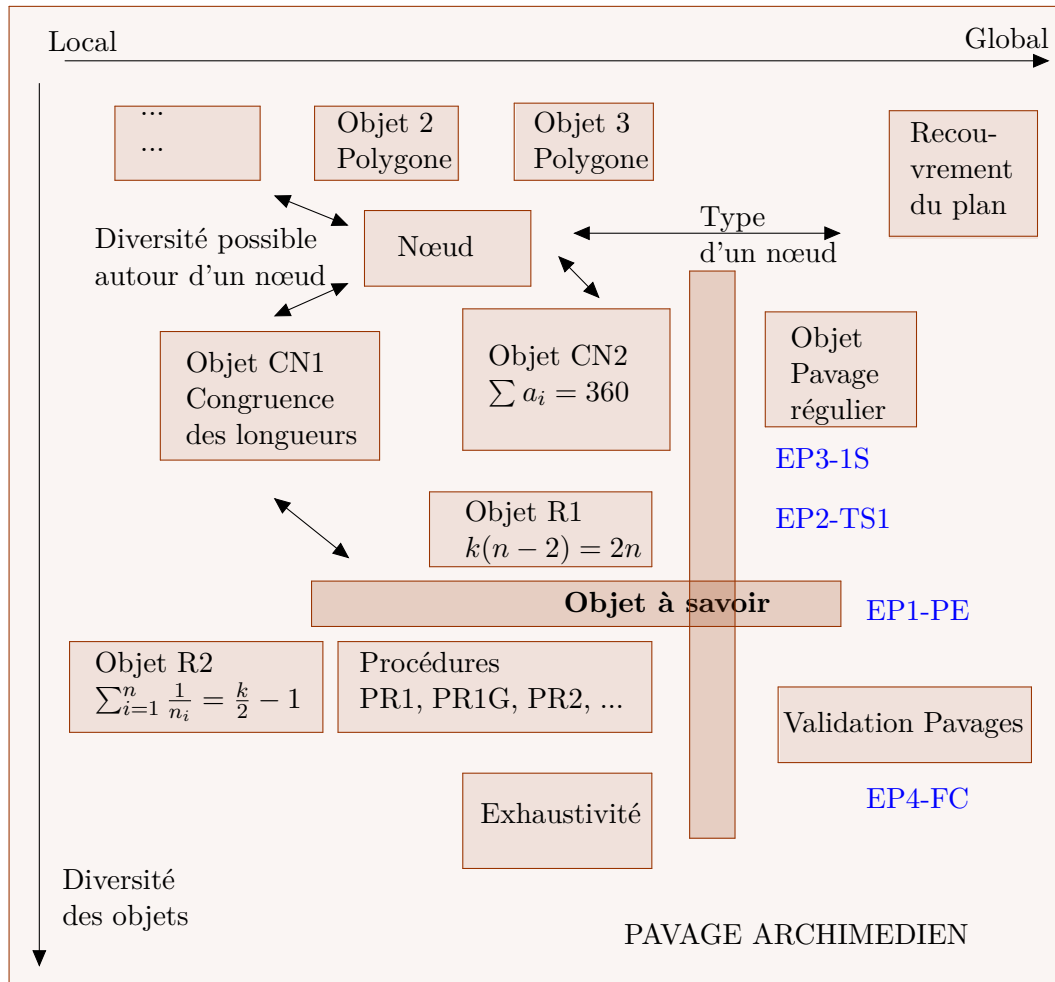 Local
Global
...
...
Objet 2
Polygone
Objet 3
Polygone
Recou-
vrement
du plan
Diversité possible
autour d'un nœud
Nœud
Type
d'un nœud
Objet CN1
Congruence
des longueurs
Objet CN2
∑ a_i = 360
Objet
Pavage
régulier
EP3-1S
EP2-TS1
Objet R1
k(n − 2) = 2n
Objet à savoir
EP1-PE
Objet R2
∑_{i=1}^{n} \frac{1}{n_i} = \frac{k}{2} − 1
Procédures
PR1, PR1G, PR2, ...
Validation Pavages
EP4-FC
Exhaustivité
Diversité
des objets
PAVAGE ARCHIMEDIEN